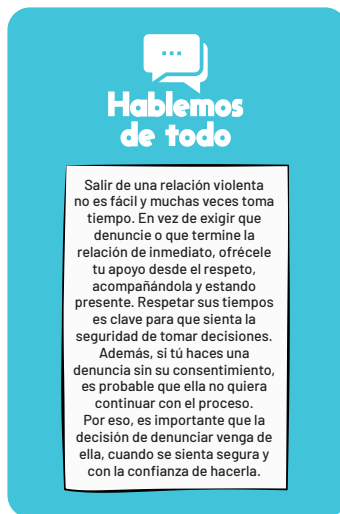 Hablemos
de todo
Salir de una relación violenta
no es fácil y muchas veces toma
tiempo. En vez de exigir que
denuncie o que termine la
relación de inmediato, ofrécele
tu apoyo desde el respeto,
acompañándola y estando
presente. Respetar sus tiempos
es clave para que sienta la
seguridad de tomar decisiones.
Además, si tú haces una
denuncia sin su consentimiento,
es probable que ella no quiera
continuar con el proceso.
Por eso, es importante que la
decisión de denunciar venga de
ella, cuando se sienta segura y
con la confianza de hacerla.